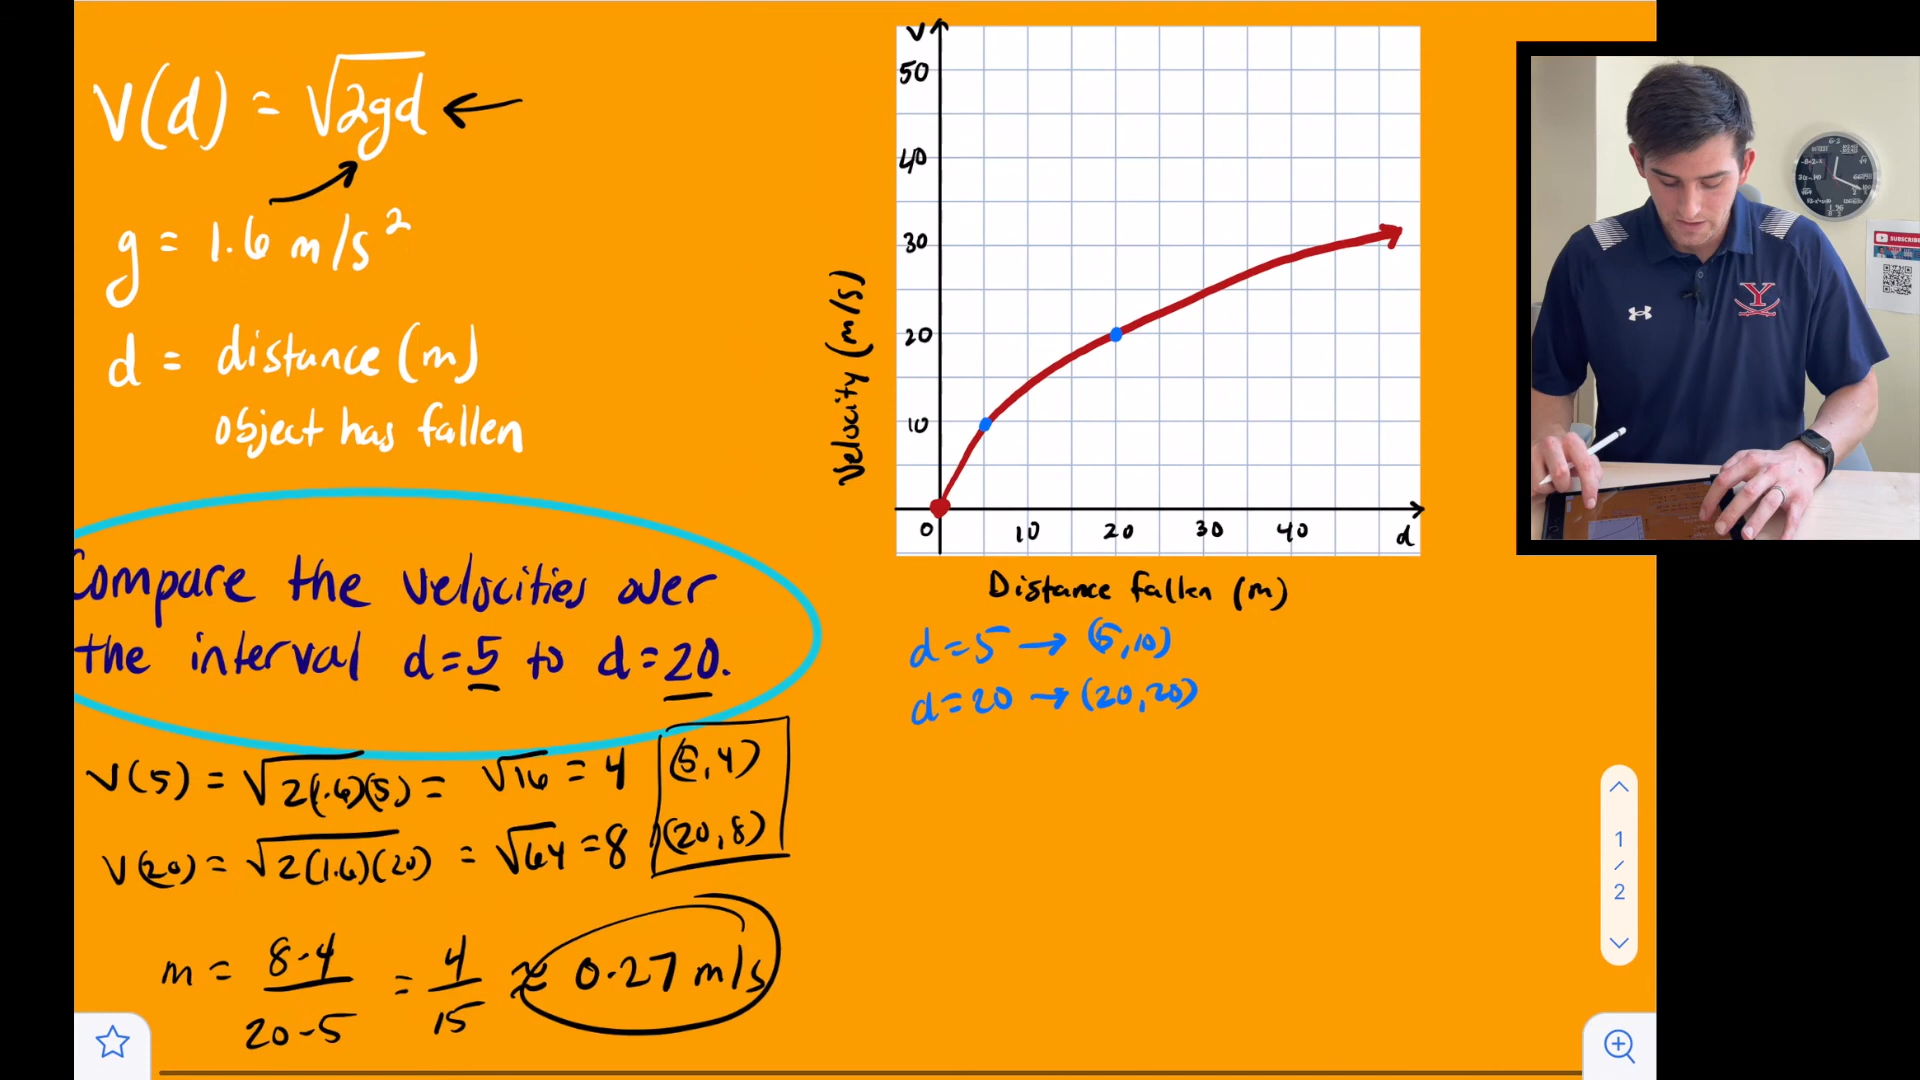 V(d) = √2gd ←
g = 1.6 m/s²
d = distance (m)
object has fallen
Compare the velocities over
the interval d=5 to d=20.
V(5) = √2(1.6)(5) = √16 = 4 (5,4)
V(20) = √2(1.6)(20) = √64 = 8 (20,8)
m = 8-4/20-5 = 4/15 ≈ 0.27 m/s
V
50
40
30
20
10
0 10 20 30 40 d
Velocity (m/s)
Distance fallen (m)
d=5 → (5,10)
d=20 → (20,20)
SUBSCRIBE
Y
1
/
2